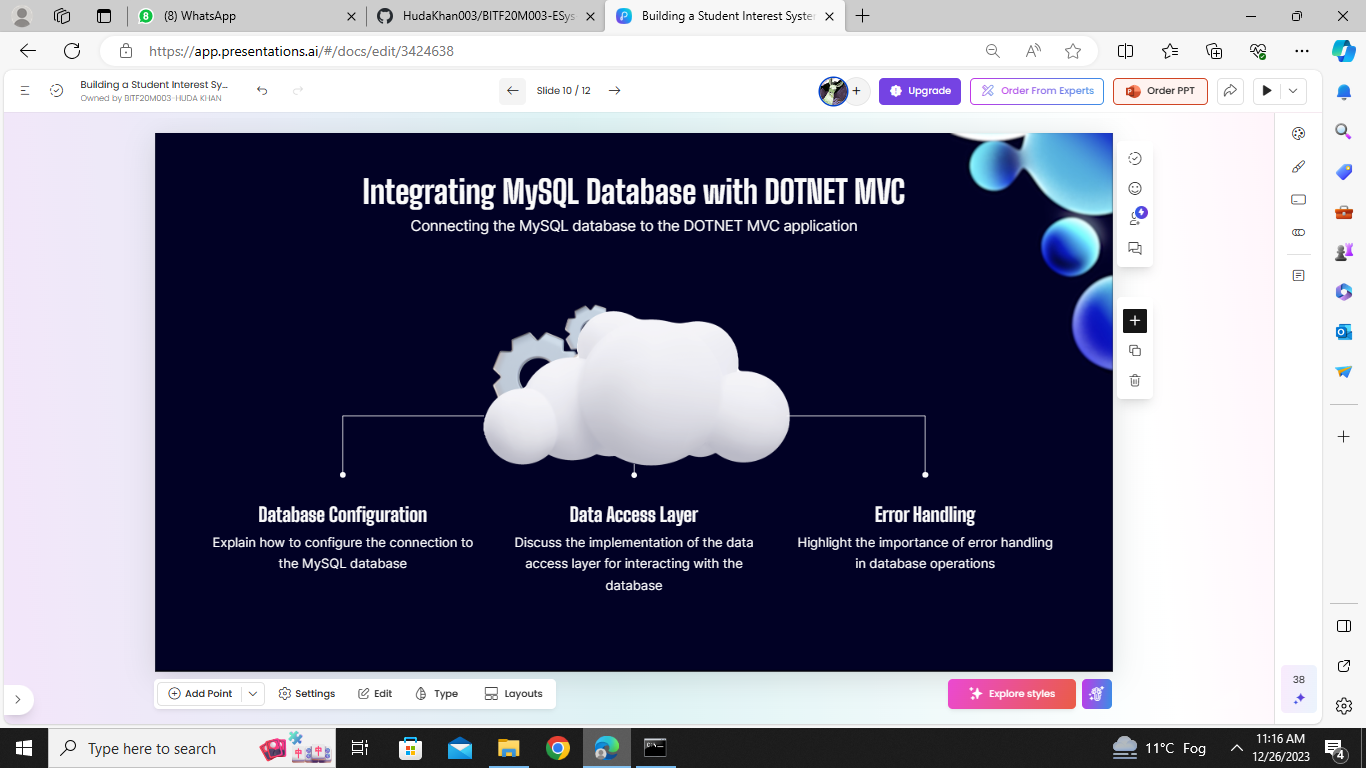 (8) WhatsApp
HudaKhan003/BITF20M003-ESys
Building a Student Interest System
https://app.presentations.ai/#/docs/edit/3424638
Building a Student Interest Sy...
Owned by BITF20M003-HUDA KHAN
Slide 10 / 12
Upgrade
Order From Experts
Order PPT
Integrating MySQL Database with DOTNET MVC
Connecting the MySQL database to the DOTNET MVC application
Database Configuration
Explain how to configure the connection to
the MySQL database
Data Access Layer
Discuss the implementation of the data
access layer for interacting with the
database
Error Handling
Highlight the importance of error handling
in database operations
Add Point
Settings
Edit
Type
Layouts
Explore styles
38
Type here to search
11°C Fog
11:16 AM
12/26/2023
4